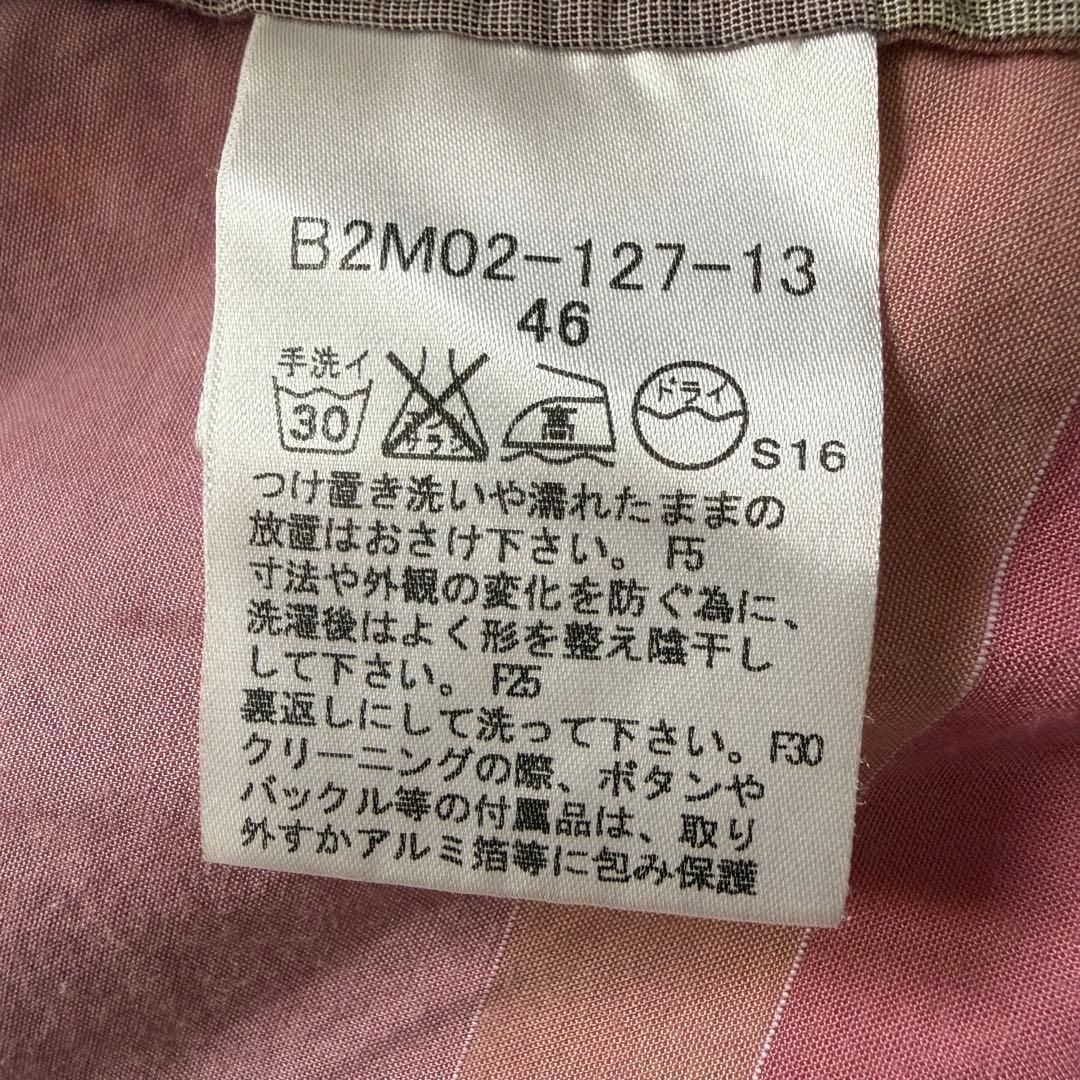 B2M02-127-13
46
手洗イ
30
エンソ
サラシ
高
ドライ
S16
つけ置き洗いや濡れたままの
放置はおさけ下さい。 F5
寸法や外観の変化を防ぐ為に、
洗濯後はよく形を整え陰干し
して下さい。 F25
裏返しにして洗って下さい。F30
クリーニングの際、ボタンや
バックル等の付属品は、取り
外すかアルミ箔等に包み保護